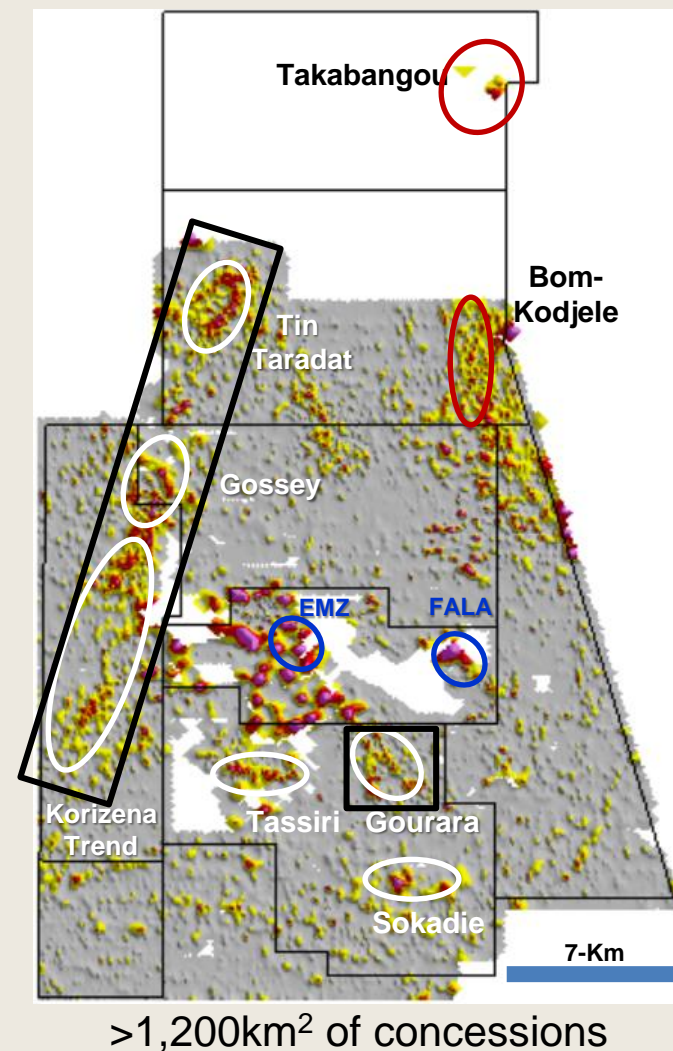 Takabangou
Bom-
Kodjele
Tin
Taradat
Gossey
EMZ
FALA
Korizena
Trend
Tassiri
Gourara
Sokadie
7-Km
>1,200km² of concessions